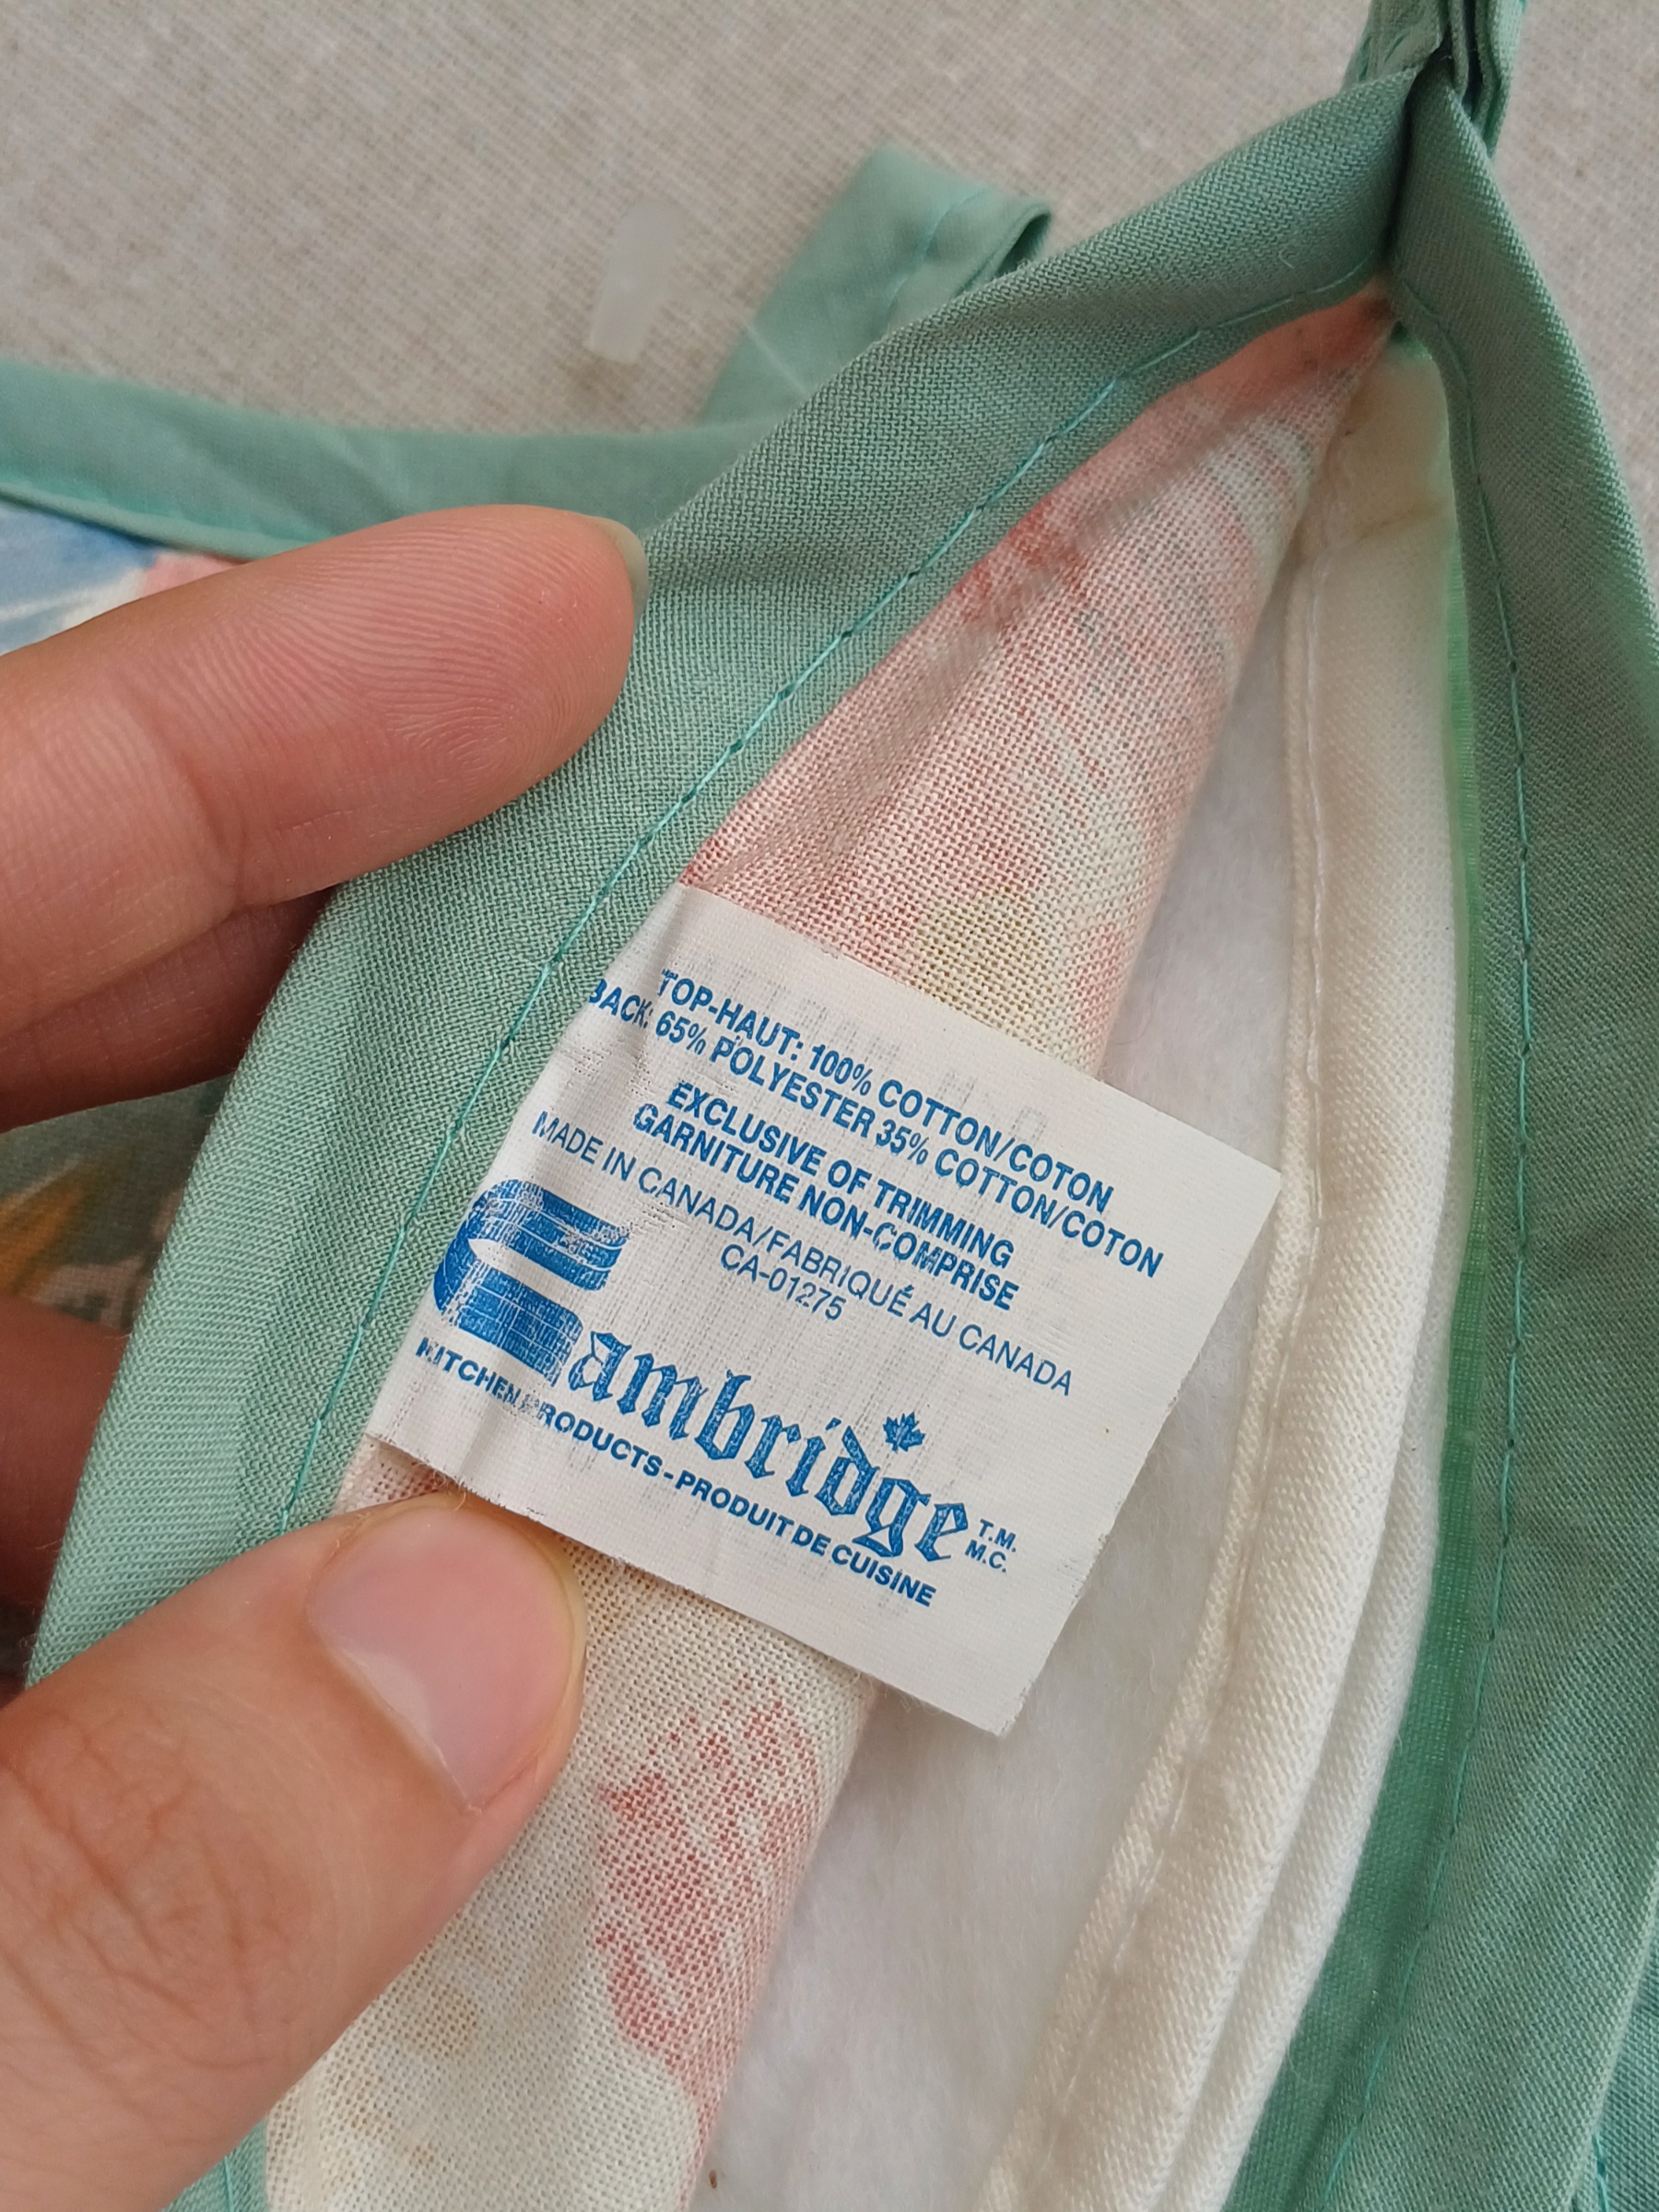 TOP-HAUT: 100% COTTON/COTON
BACK: 65% POLYESTER 35% COTTON/COTON
EXCLUSIVE OF TRIMMING
GARNITURE NON-COMPRISE
MADE IN CANADA/FABRIQUÉ AU CANADA
CA-01275
Cambridge T.M. M.C.
KITCHEN PRODUCTS-PRODUIT DE CUISINE